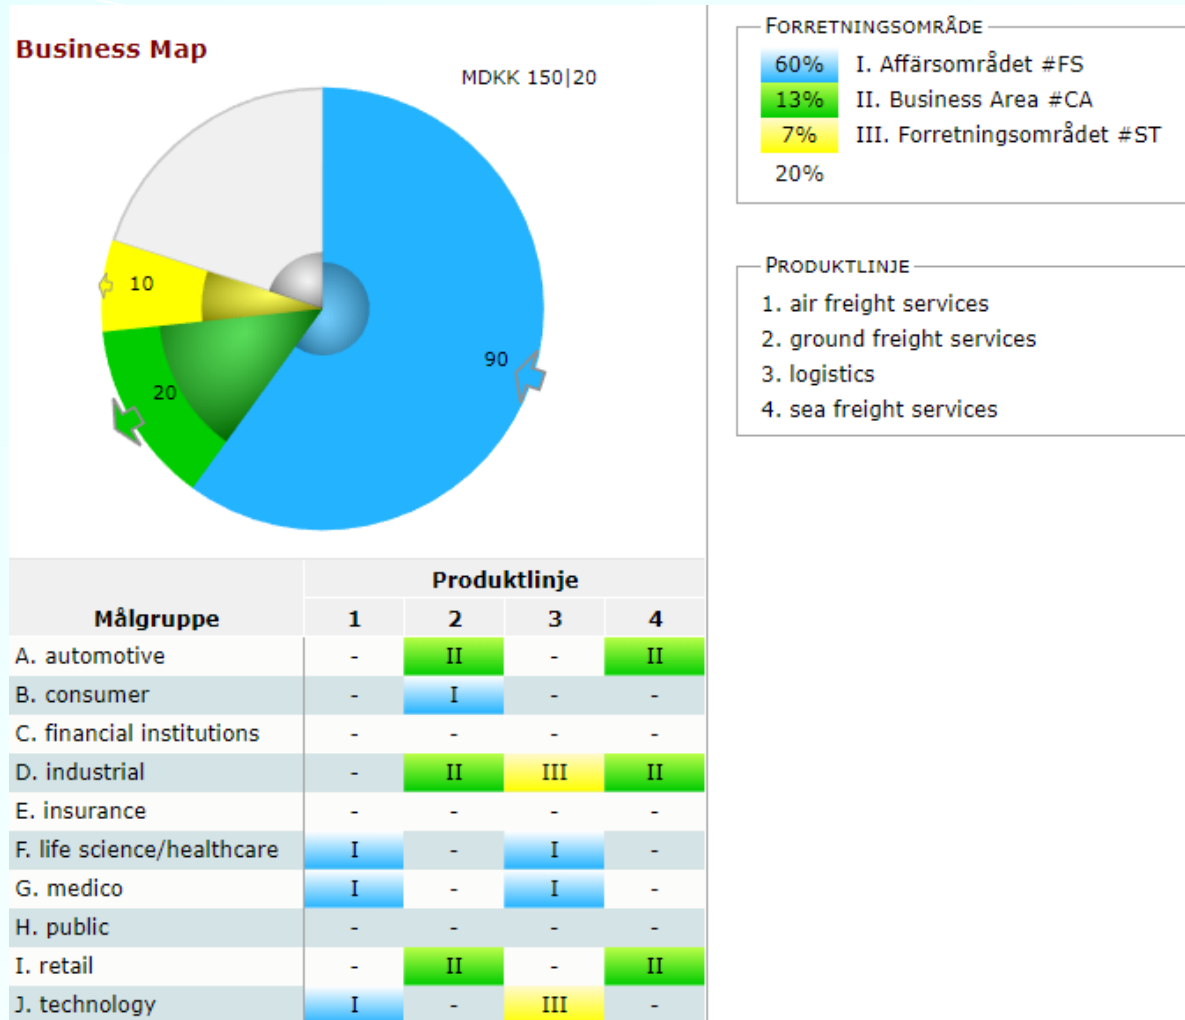 Business Map
MDKK 150|20
10
90
20
FORRETNINGSOMRÅDE
60% I. Affärsområdet #FS
13% II. Business Area #CA
7% III. Forretningsområdet #ST
20%
PRODUKTLINJE
1. air freight services
2. ground freight services
3. logistics
4. sea freight services
Produktlinje
Målgruppe 1 2 3 4
A. automotive - II - II
B. consumer - I - -
C. financial institutions - - - -
D. industrial - II III II
E. insurance - - - -
F. life science/healthcare I - I -
G. medico I - I -
H. public - - - -
I. retail - II - II
J. technology I - III -